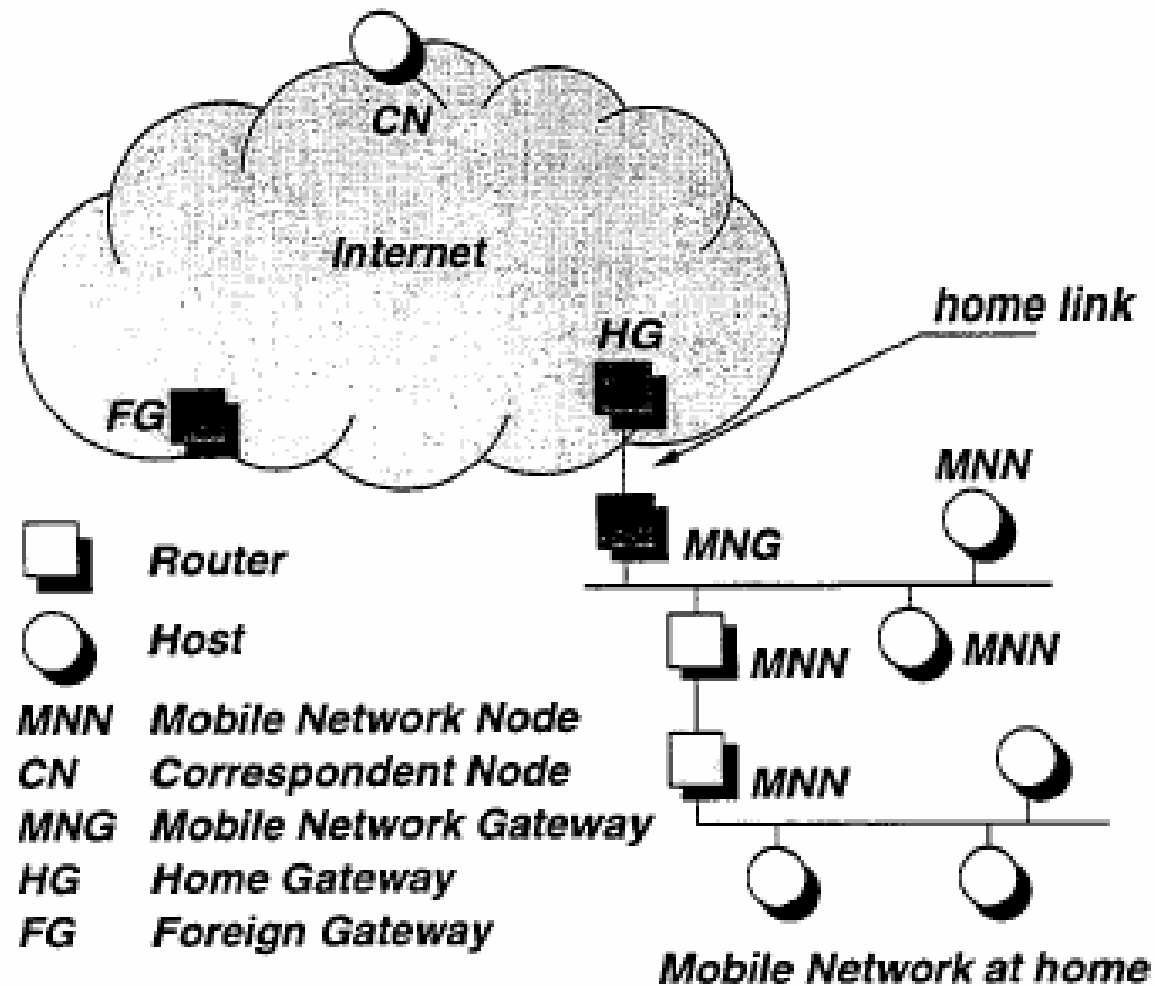 CN
Internet
home link
HG
FG
MNN
MNG
Router
Host
MNN
MNN
MNN
MNN Mobile Network Node
CN Correspondent Node
MNG Mobile Network Gateway
HG Home Gateway
FG Foreign Gateway
Mobile Network at home